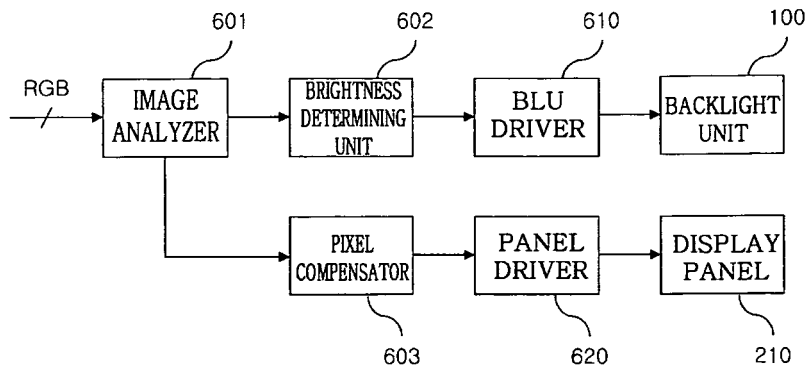 601
602
610
100
RGB
IMAGE
ANALYZER
BRIGHTNESS
DETERMINING
UNIT
BLU
DRIVER
BACKLIGHT
UNIT
PIXEL
COMPENSATOR
PANEL
DRIVER
DISPLAY
PANEL
603
620
210